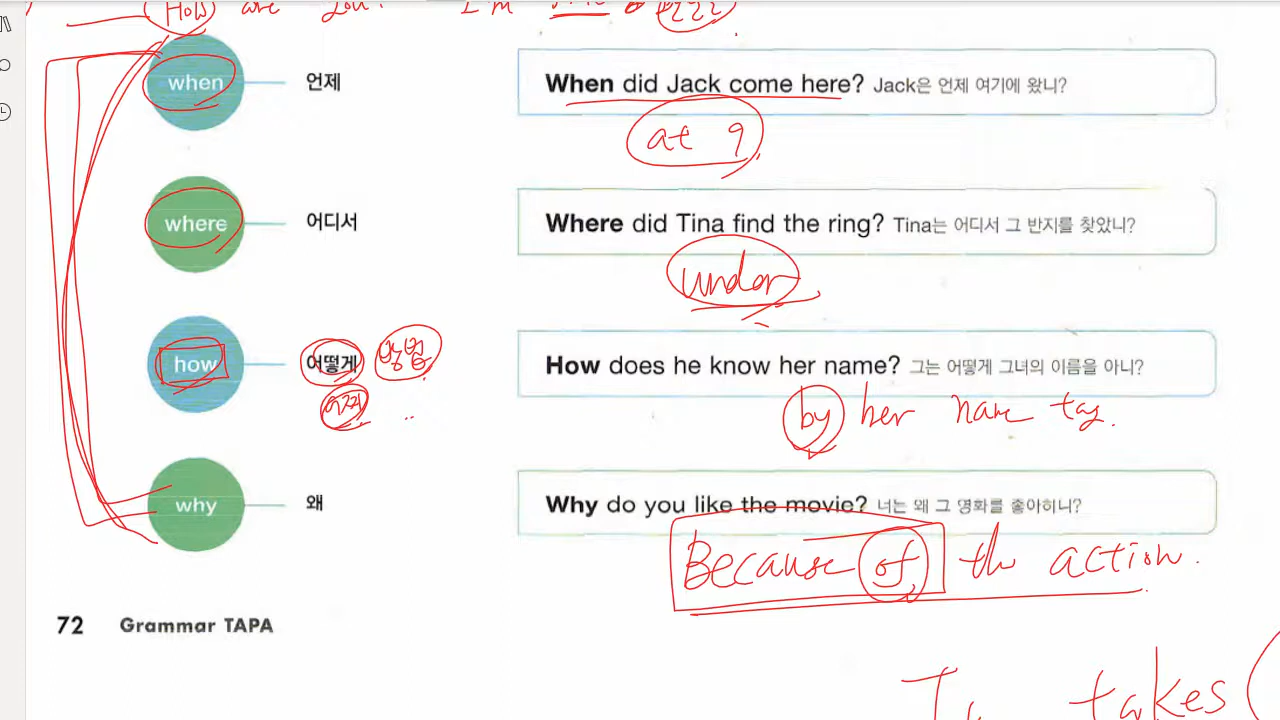 How are you? I'm
when 언제 When did Jack come here? Jack은 언제 여기에 왔니?
at 9
where 어디서 Where did Tina find the ring? Tina는 어디서 그 반지를 찾았니?
under
how 어떻게 방법 How does he know her name? 그는 어떻게 그녀의 이름을 아니?
어찌 by her name tag.
why 왜 Why do you like the movie? 너는 왜 그 영화를 좋아하니?
Because of the action.
72 Grammar TAPA
takes